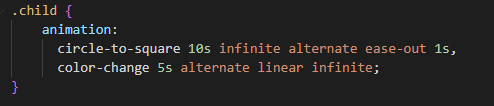 .child {
animation:
circle-to-square 10s infinite alternate ease-out 1s,
color-change 5s alternate linear infinite;
}